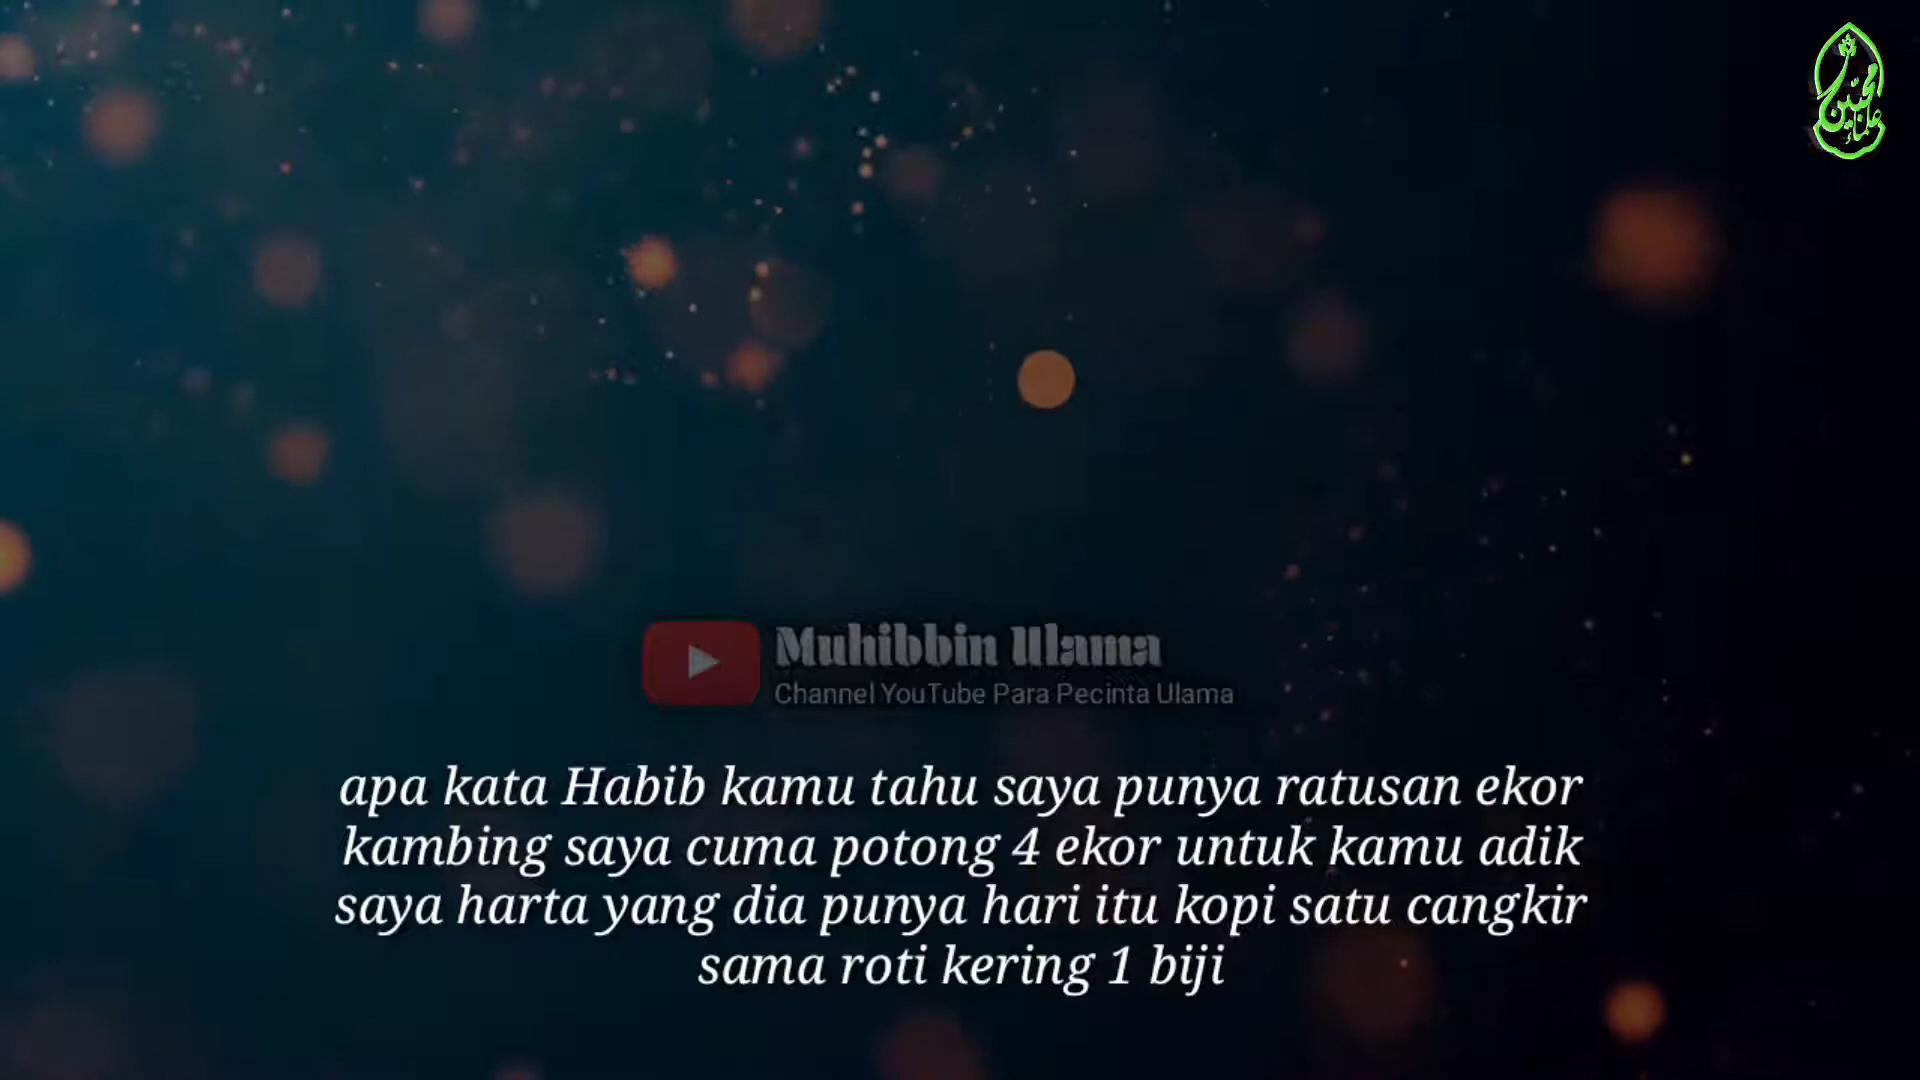 محبين
علماء
Muhibbin Ulama
Channel YouTube Para Pecinta Ulama
apa kata Habib kamu tahu saya punya ratusan ekor
kambing saya cuma potong 4 ekor untuk kamu adik
saya harta yang dia punya hari itu kopi satu cangkir
sama roti kering 1 biji